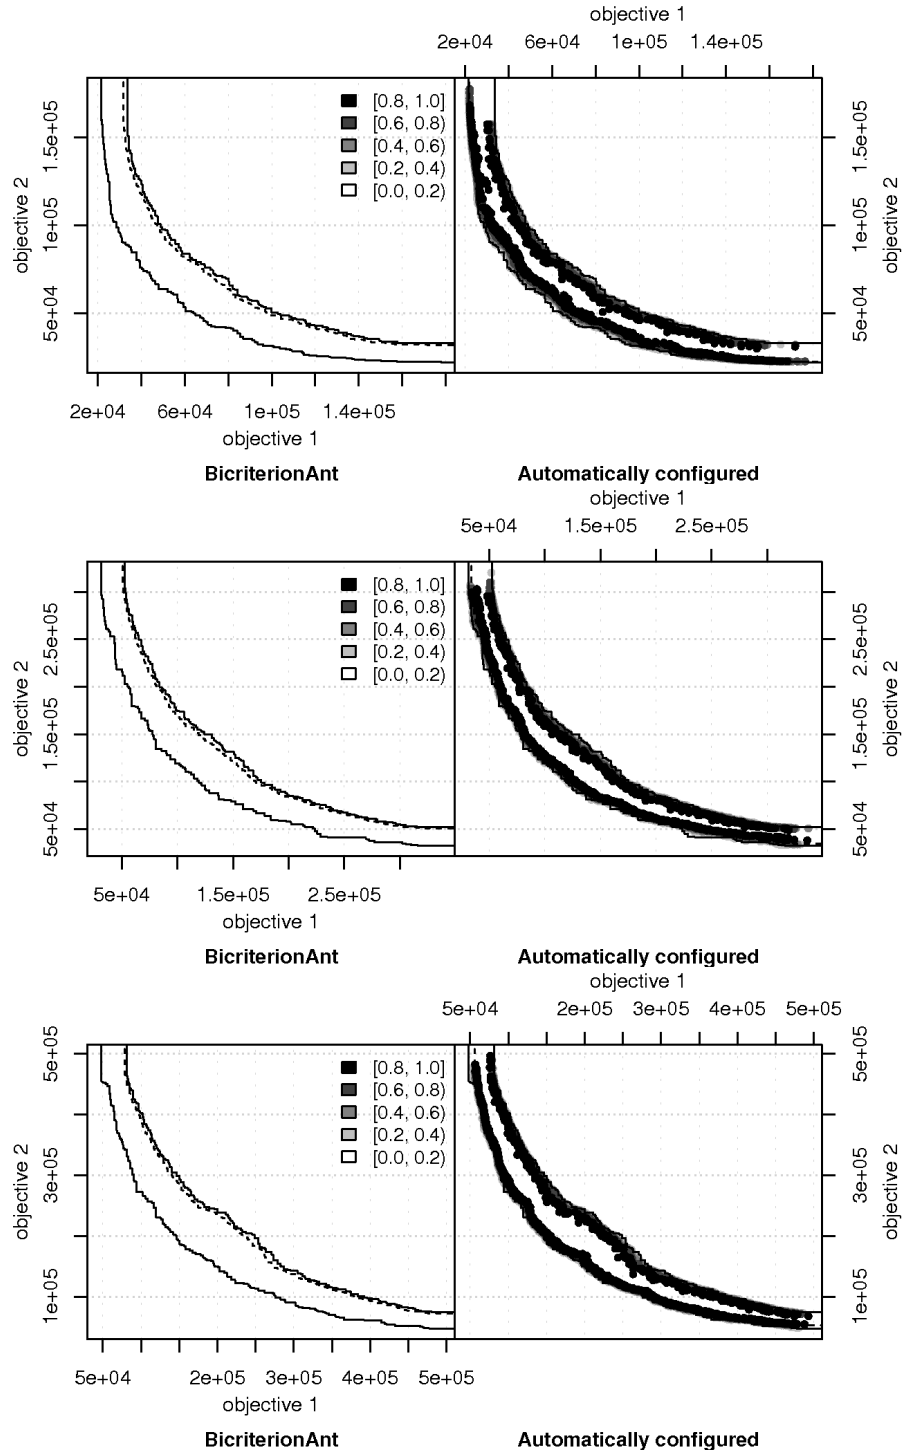 objective 1
2e+04 6e+04 1e+05 1.4e+05
objective 2
5e+04 1e+05 1.5e+05
[0.8, 1.0]
[0.6, 0.8)
[0.4, 0.6)
[0.2, 0.4)
[0.0, 0.2)
5e+04 1e+05 1.5e+05
objective 2
2e+04 6e+04 1e+05 1.4e+05
objective 1
BicriterionAnt Automatically configured
objective 1
5e+04 1.5e+05 2.5e+05
objective 2
5e+04 1.5e+05 2.5e+05
[0.8, 1.0]
[0.6, 0.8)
[0.4, 0.6)
[0.2, 0.4)
[0.0, 0.2)
5e+04 1.5e+05 2.5e+05
objective 2
5e+04 1.5e+05 2.5e+05
objective 1
BicriterionAnt Automatically configured
objective 1
5e+04 2e+05 3e+05 4e+05 5e+05
objective 2
1e+05 3e+05 5e+05
[0.8, 1.0]
[0.6, 0.8)
[0.4, 0.6)
[0.2, 0.4)
[0.0, 0.2)
1e+05 3e+05 5e+05
objective 2
5e+04 2e+05 3e+05 4e+05 5e+05
objective 1
BicriterionAnt Automatically configured